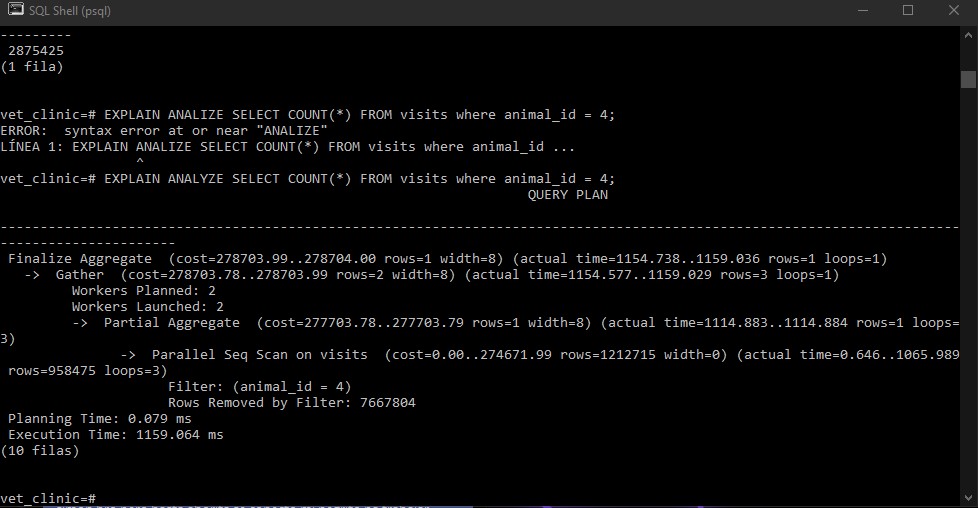 SQL Shell (psql)
---------
 2875425
(1 fila)
vet_clinic=# EXPLAIN ANALIZE SELECT COUNT(*) FROM visits where animal_id = 4;
ERROR:  syntax error at or near "ANALIZE"
LÍNEA 1: EXPLAIN ANALIZE SELECT COUNT(*) FROM visits where animal_id ...
^
vet_clinic=# EXPLAIN ANALYZE SELECT COUNT(*) FROM visits where animal_id = 4;
QUERY PLAN
------------------------------------------------------------------------------------------------------------------------
----------------------
Finalize Aggregate  (cost=278703.99..278704.00 rows=1 width=8) (actual time=1154.738..1159.036 rows=1 loops=1)
->  Gather  (cost=278703.78..278703.99 rows=2 width=8) (actual time=1154.577..1159.029 rows=3 loops=1)
Workers Planned: 2
Workers Launched: 2
->  Partial Aggregate  (cost=277703.78..277703.79 rows=1 width=8) (actual time=1114.883..1114.884 rows=1 loops=
3)
->  Parallel Seq Scan on visits  (cost=0.00..274671.99 rows=1212715 width=0) (actual time=0.646..1065.989
rows=958475 loops=3)
Filter: (animal_id = 4)
Rows Removed by Filter: 7667804
Planning Time: 0.079 ms
Execution Time: 1159.064 ms
(10 filas)
vet_clinic=#